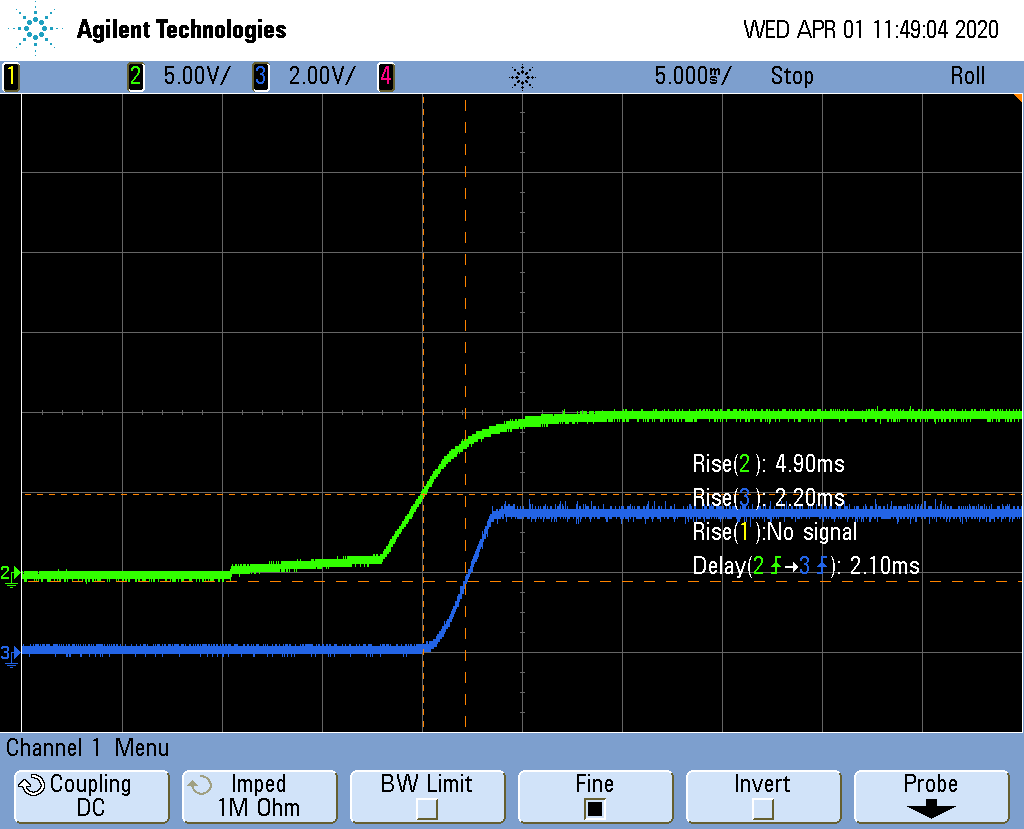 Agilent Technologies
WED APR 01 11:49:04 2020
1 2 5.00V/ 3 2.00V/ 4 5.000ms/ Stop Roll
Rise(2): 4.90ms
Rise(3): 2.20ms
Rise(1):No signal
2
Delay(2→3): 2.10ms
3
Channel 1 Menu
Coupling
DC
Imped
1M Ohm
BW Limit
Fine
Invert
Probe